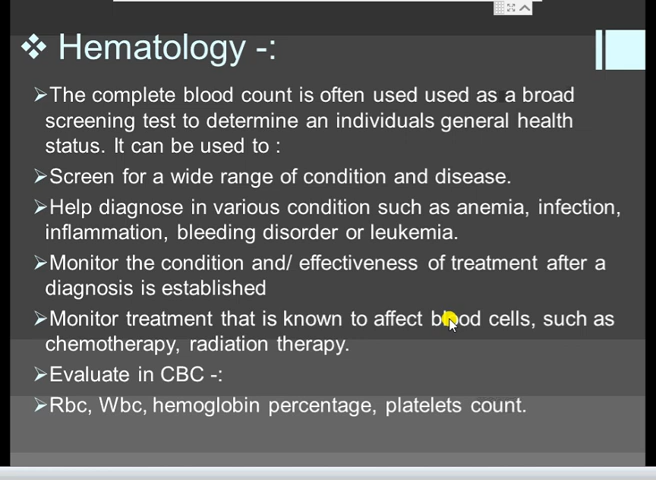 ❖ Hematology -:
➢The complete blood count is often used used as a broad
screening test to determine an individuals general health
status. It can be used to :
➢Screen for a wide range of condition and disease.
➢Help diagnose in various condition such as anemia, infection,
inflammation, bleeding disorder or leukemia.
➢Monitor the condition and/ effectiveness of treatment after a
diagnosis is established
➢Monitor treatment that is known to affect blood cells, such as
chemotherapy, radiation therapy.
➢Evaluate in CBC -:
➢Rbc, Wbc, hemoglobin percentage, platelets count.